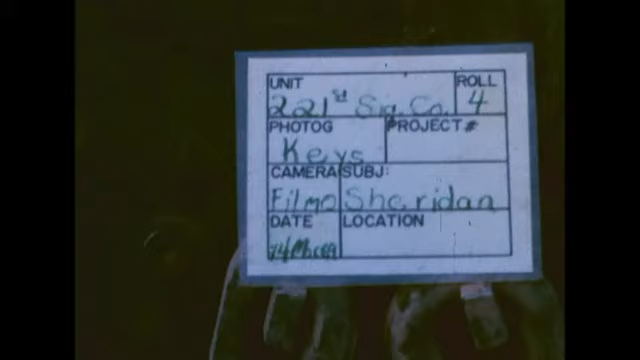 UNIT ROLL
221st Sig. Co. 4
PHOTOG PROJECT #
Keys
CAMERA SUBJ:
Filmo Sheridan
DATE LOCATION